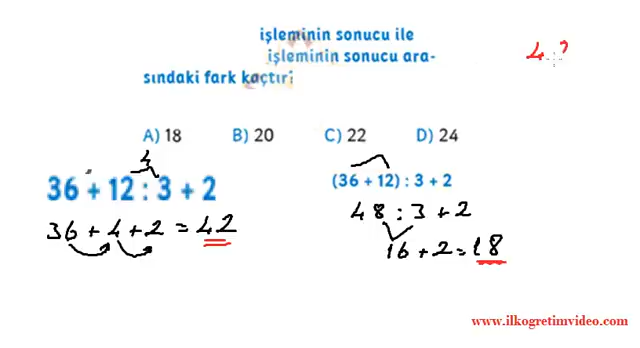 işleminin sonucu ile
işleminin sonucu ara-
sındaki fark kaçtır?
A) 18 B) 20 C) 22 D) 24
4
36 + 12 : 3 + 2
36 + 4 + 2 = 42
(36 + 12) : 3 + 2
48 : 3 + 2
16 + 2 = 18
www.ilkogretimvideo.com